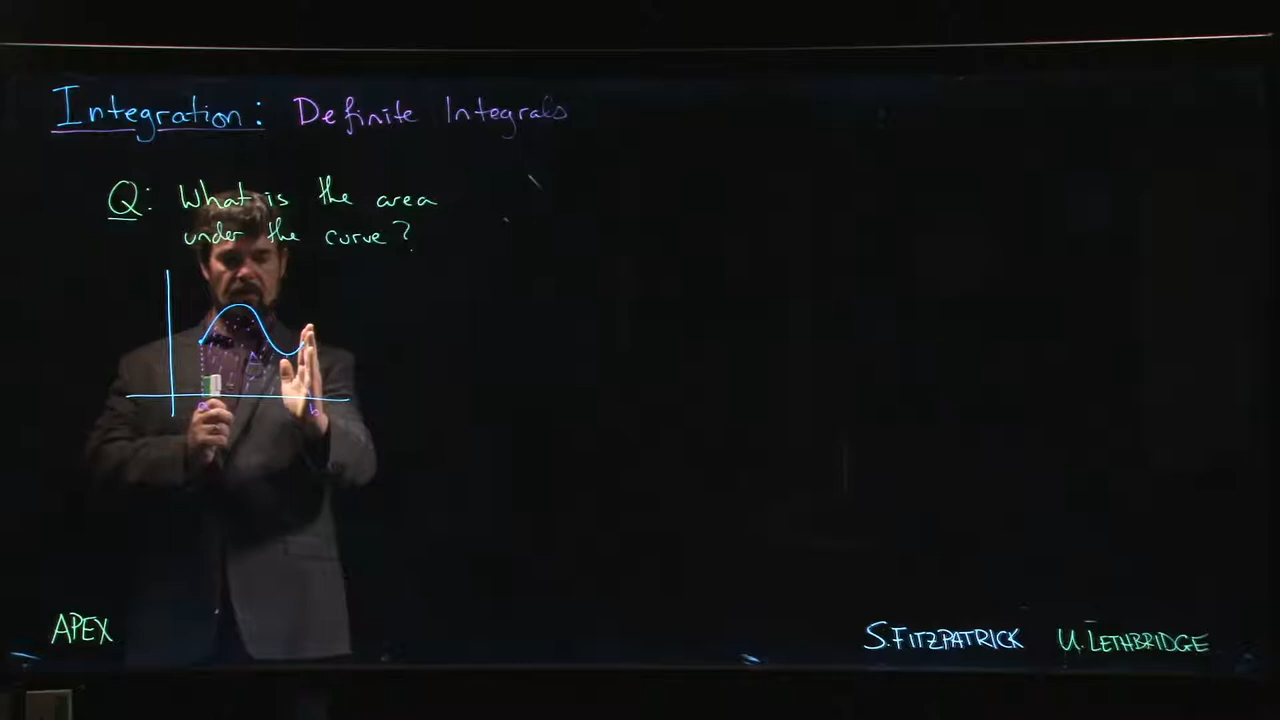 Integration: Definite Integrals
Q: What is the area
under the curve?
A
a b
APEX
S. FITZPATRICK U. LETHBRIDGE